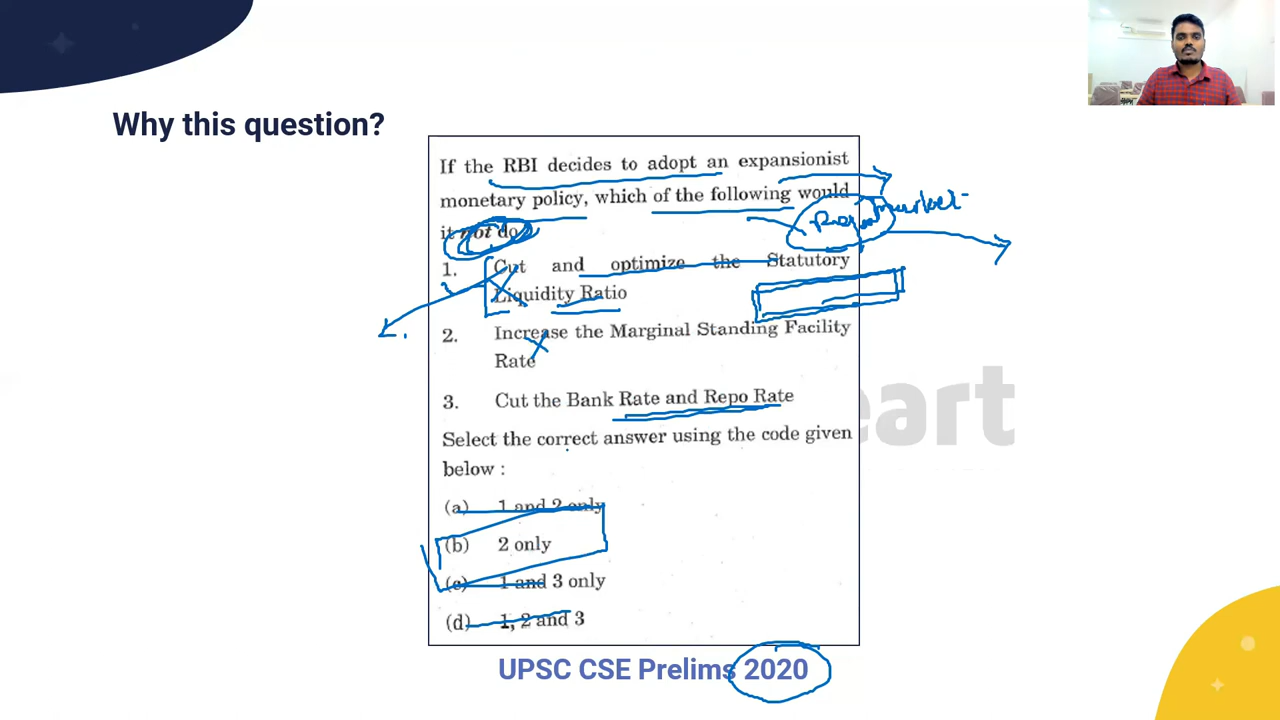 Why this question?
If the RBI decides to adopt an expansionist
monetary policy, which of the following would
it not do?
market
1. Cut and optimize the Statutory
Liquidity Ratio
2. Increase the Marginal Standing Facility
Rate
3. Cut the Bank Rate and Repo Rate
eart
Select the correct answer using the code given
below :
(a) 1 and 2 only
(b) 2 only
(c) 1 and 3 only
(d) 1, 2 and 3
UPSC CSE Prelims 2020